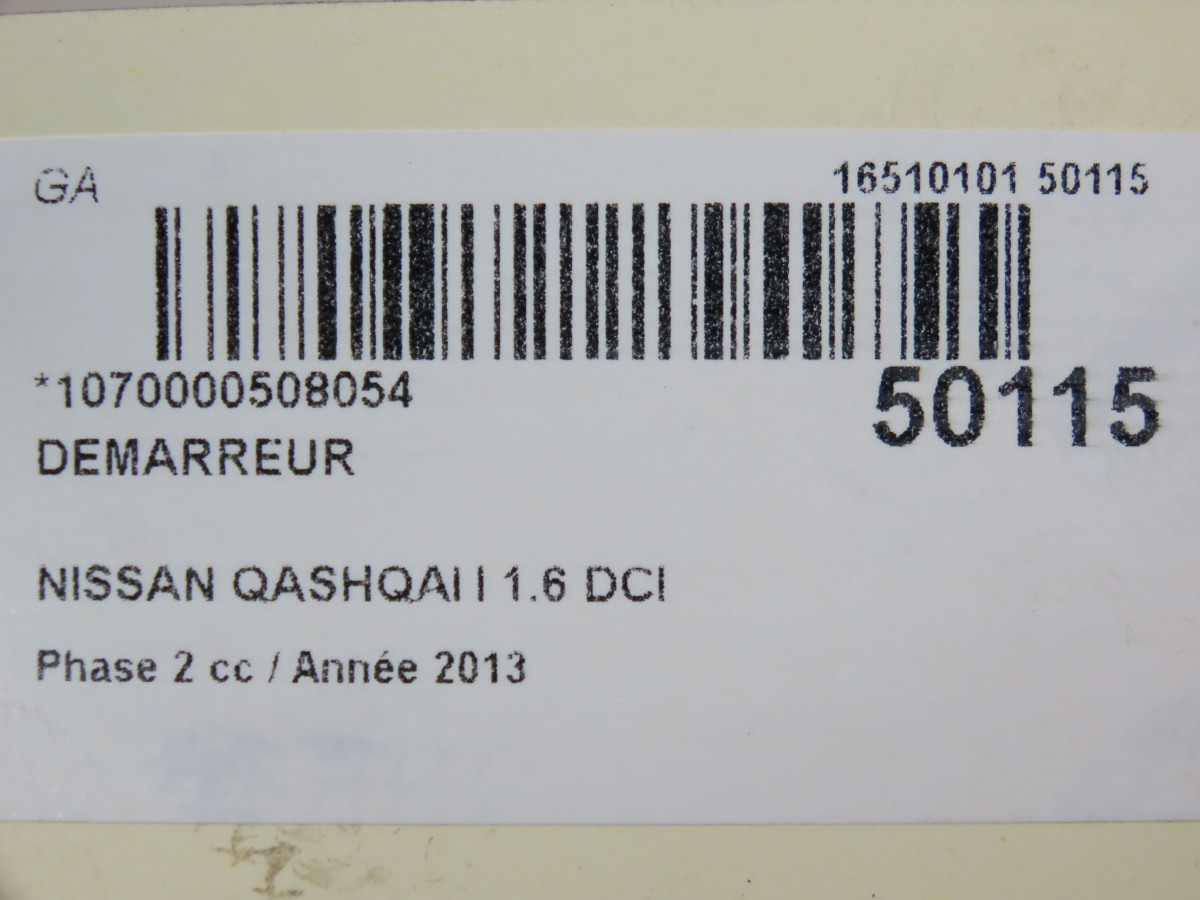 GA
16510101 50115
*1070000508054
50115
DEMARREUR
NISSAN QASHQAI I 1.6 DCI
Phase 2 cc / Année 2013